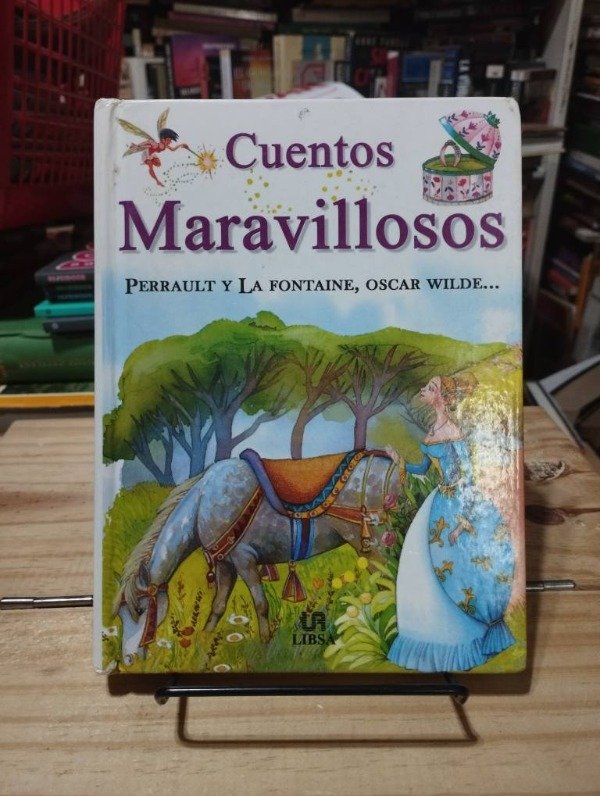 Cuentos
Maravillosos
PERRAULT Y LA FONTAINE, OSCAR WILDE...
LIBSA